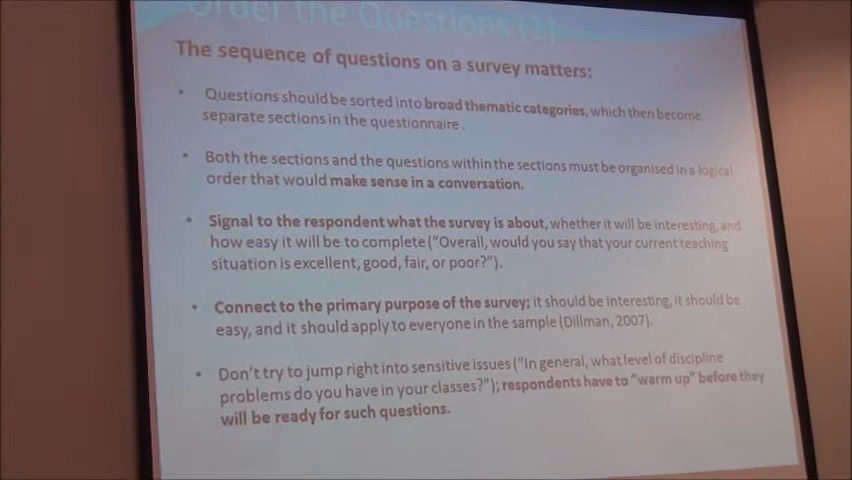 Order the Questions (1)
The sequence of questions on a survey matters:
• Questions should be sorted into broad thematic categories, which then become
separate sections in the questionnaire.
• Both the sections and the questions within the sections must be organised in a logical
order that would make sense in a conversation.
• Signal to the respondent what the survey is about, whether it will be interesting, and
how easy it will be to complete ("Overall, would you say that your current teaching
situation is excellent, good, fair, or poor?").
• Connect to the primary purpose of the survey; it should be interesting, it should be
easy, and it should apply to everyone in the sample (Dillman, 2007).
• Don't try to jump right into sensitive issues ("In general, what level of discipline
problems do you have in your classes?"); respondents have to "warm up" before they
will be ready for such questions.